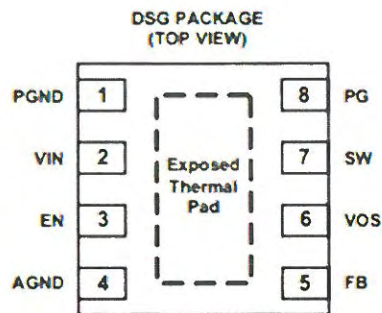 DSG PACKAGE
(TOP VIEW)
PGND 1 8 PG
VIN 2 7 SW
Exposed
Thermal
Pad
EN 3 6 VOS
AGND 4 5 FB